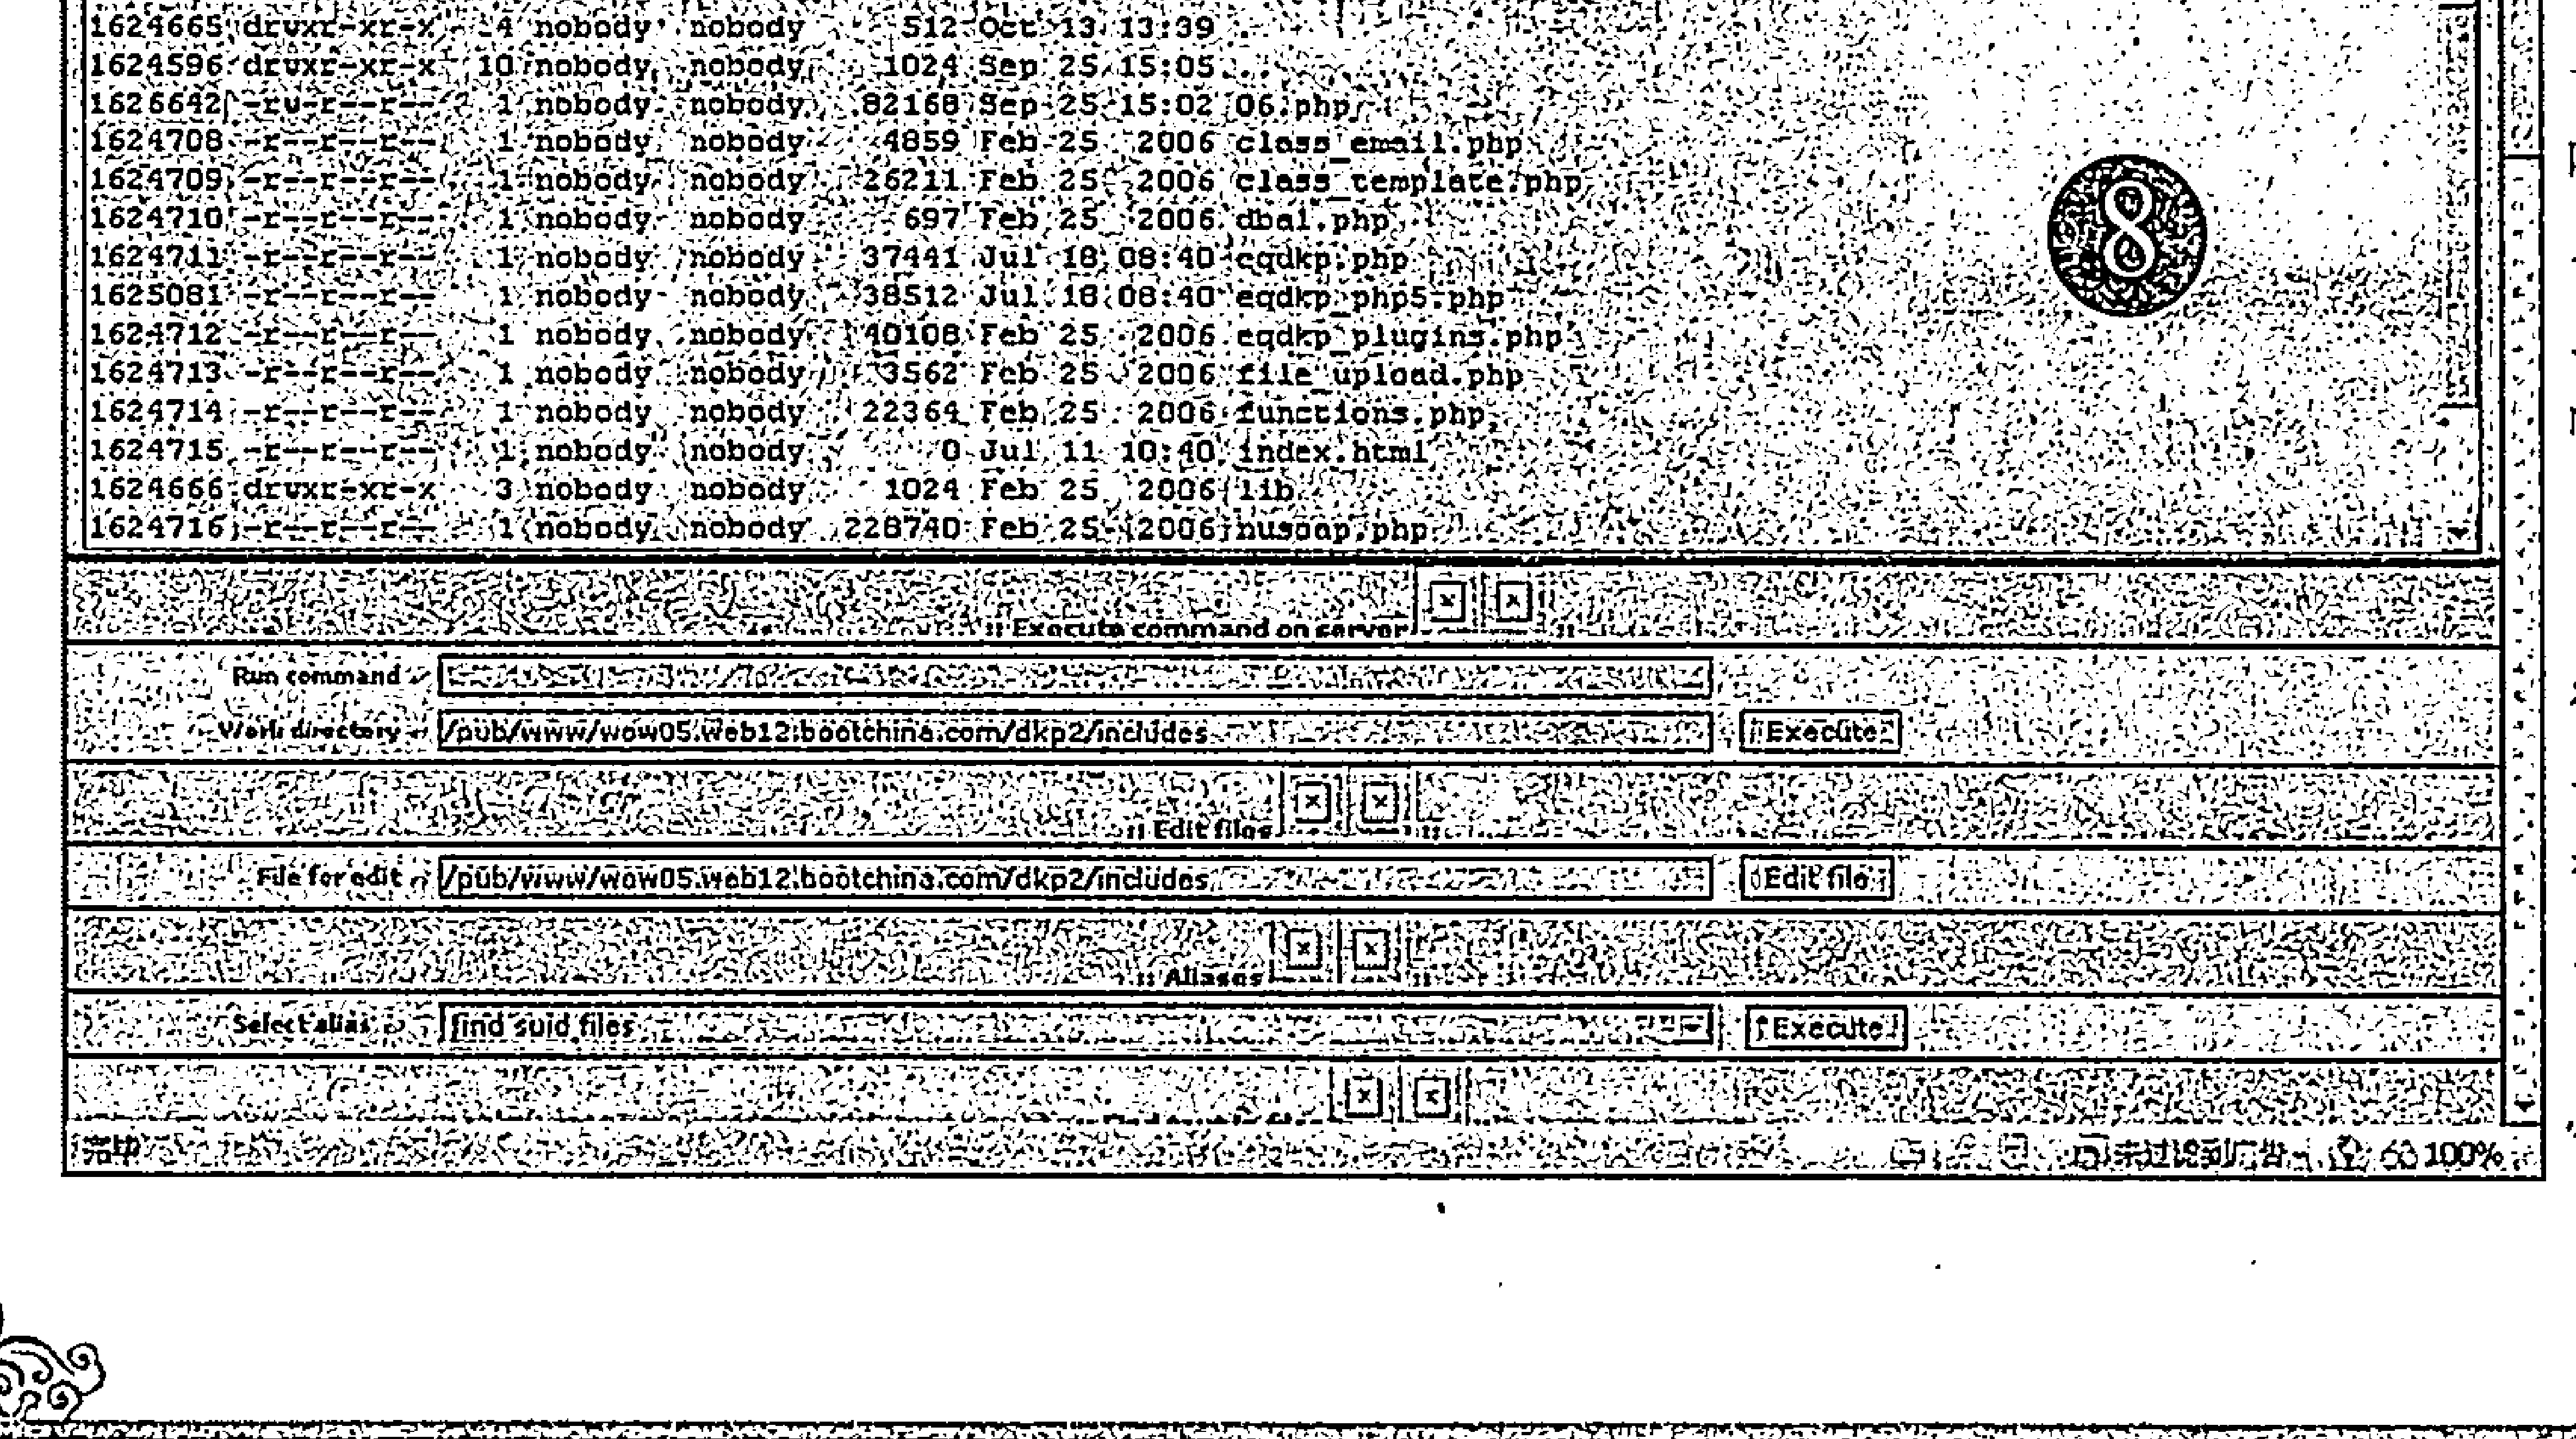 1624665 drwxr-xr-x 4 nobody nobody 512 Oct 13 13:39 .
1624596 drwxr-xr-x 10 nobody nobody 1024 Sep 25 15:05 ..
1626642 -rw-r--r-- 1 nobody nobody 82168 Sep 25 15:02 06.php
1624708 -r--r--r-- 1 nobody nobody 4859 Feb 25 2006 class_email.php
1624709 -r--r--r-- 1 nobody nobody 26211 Feb 25 2006 class_template.php
1624710 -r--r--r-- 1 nobody nobody 697 Feb 25 2006 dbal.php
1624711 -r--r--r-- 1 nobody nobody 37441 Jul 18 08:40 eqdkp.php
1625081 -r--r--r-- 1 nobody nobody 38512 Jul 18 08:40 eqdkp_php5.php
1624712 -r--r--r-- 1 nobody nobody 40108 Feb 25 2006 eqdkp_plugins.php
1624713 -r--r--r-- 1 nobody nobody 3562 Feb 25 2006 file_upload.php
1624714 -r--r--r-- 1 nobody nobody 22364 Feb 25 2006 functions.php
1624715 -r--r--r-- 1 nobody nobody 0 Jul 11 10:40 index.html
1624666 drwxr-xr-x 3 nobody nobody 1024 Feb 25 2006 lib
1624716 -r--r--r-- 1 nobody nobody 228740 Feb 25 2006 nusoap.php
8
:: Execute command on server ::
Run command
Work directory /pub/www/wow05.web12.bootchina.com/dkp2/includes Execute
:: Edit files ::
File for edit /pub/www/wow05.web12.bootchina.com/dkp2/includes Edit file
:: Aliases ::
Select alias find suid files Execute
100%